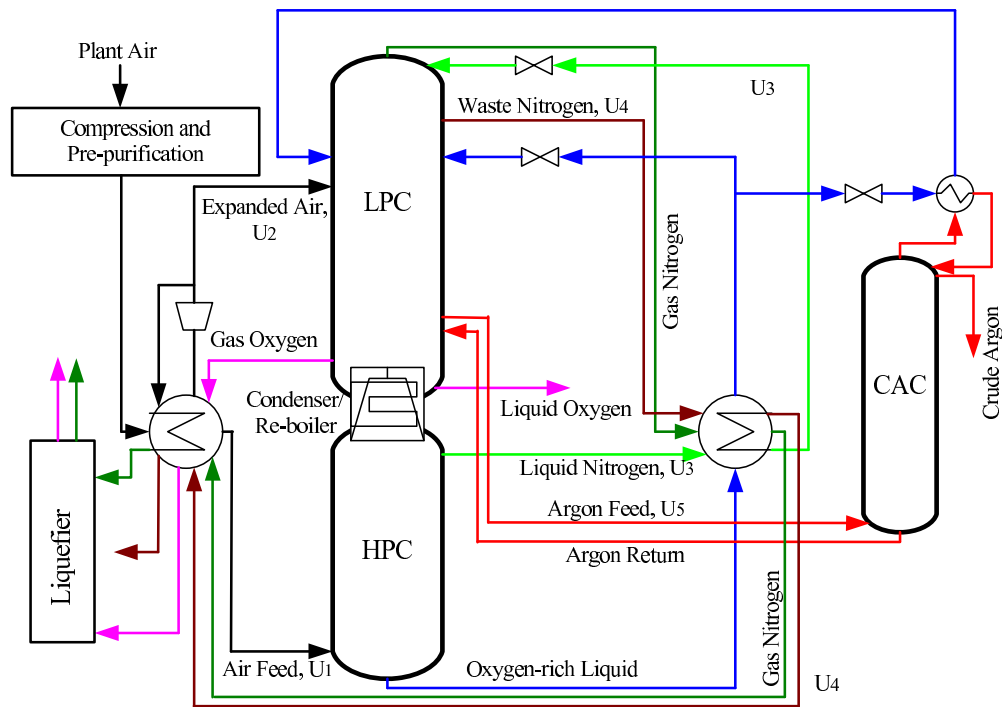 Plant Air
U3
Waste Nitrogen, U4
Compression and
Pre-purification
LPC
Expanded Air,
U2
Gas Nitrogen
Gas Oxygen
Crude Argon
CAC
Condenser/
Re-boiler
Liquid Oxygen
Liquid Nitrogen, U3
Argon Feed, U5
Liquefier
HPC
Argon Return
Gas Nitrogen
Air Feed, U1
Oxygen-rich Liquid
U4